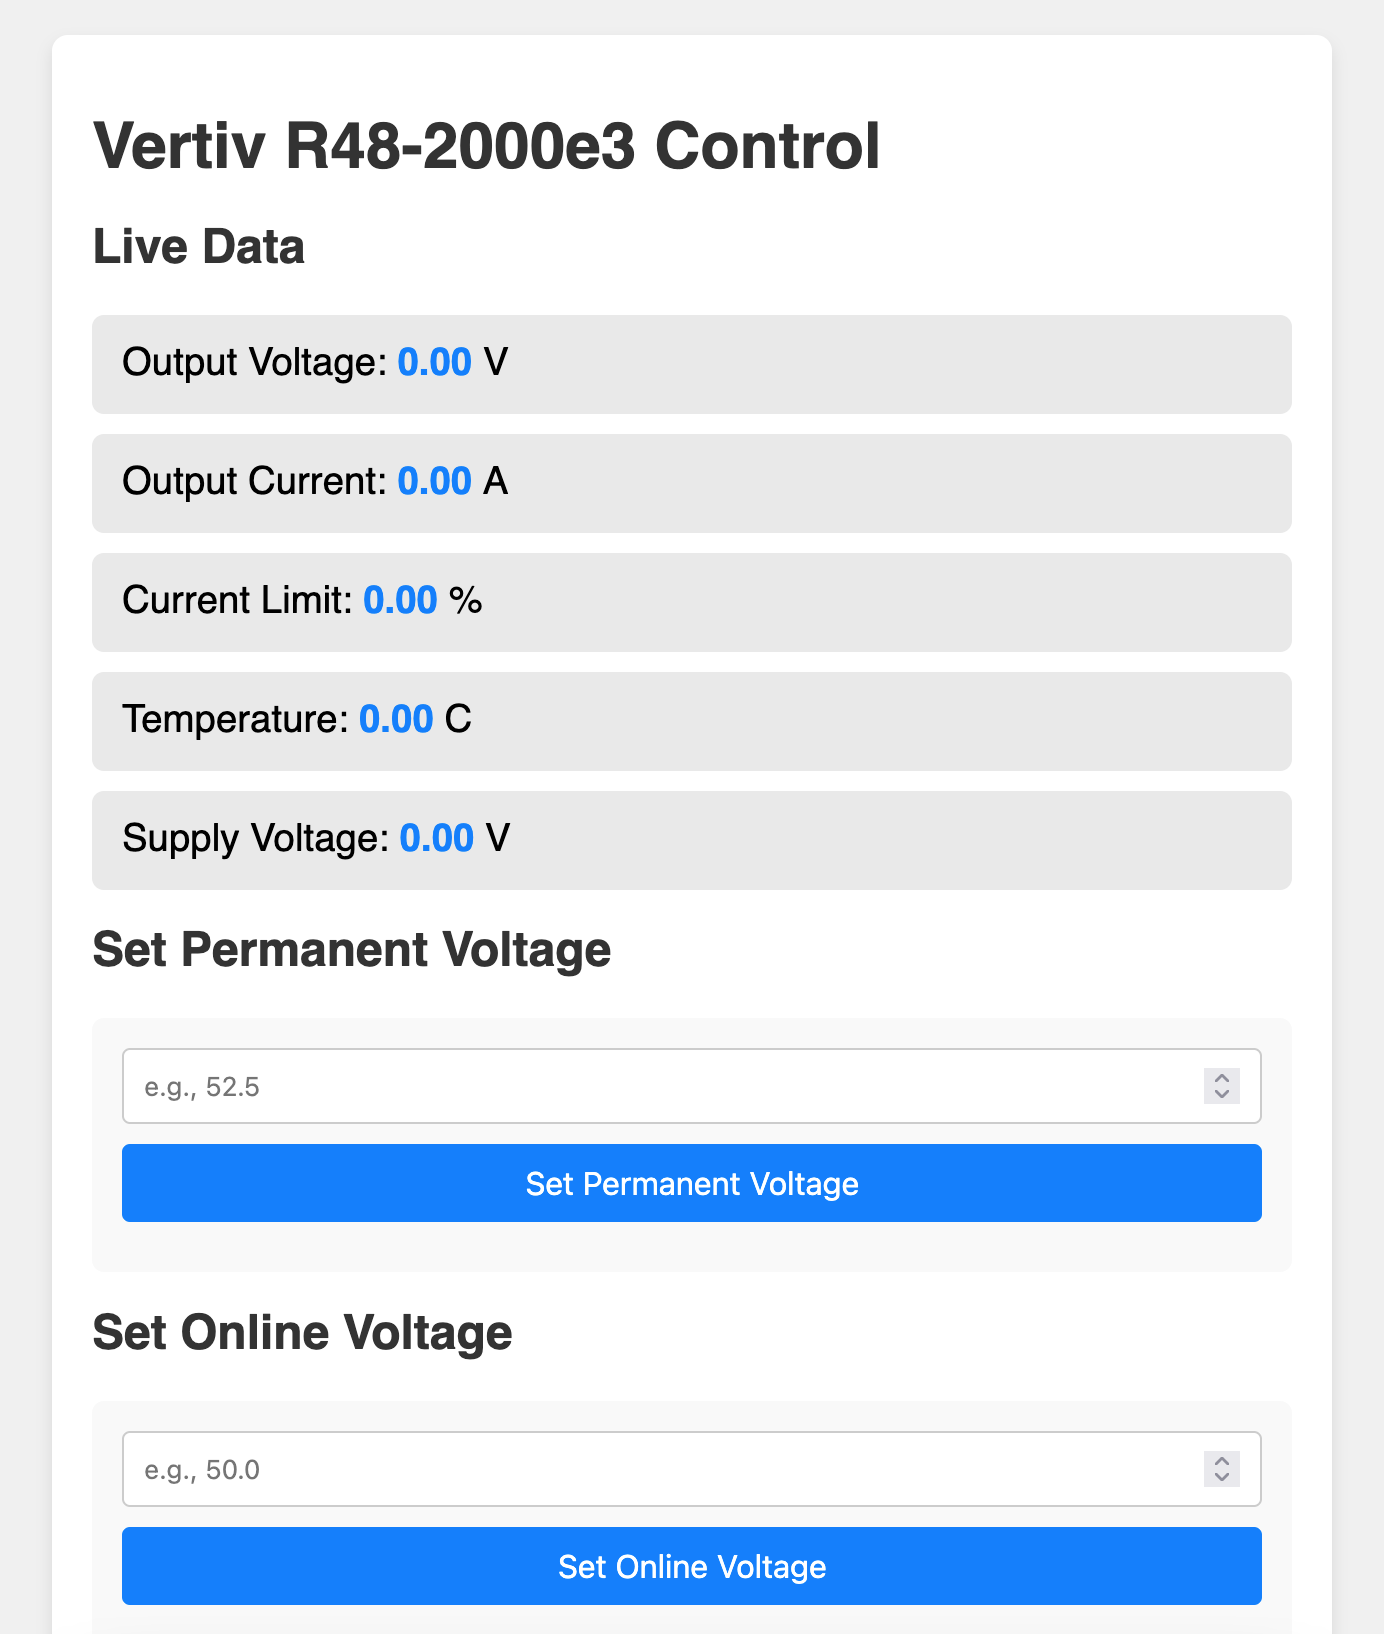 Vertiv R48-2000e3 Control
Live Data
Output Voltage: 0.00 V
Output Current: 0.00 A
Current Limit: 0.00 %
Temperature: 0.00 C
Supply Voltage: 0.00 V
Set Permanent Voltage
e.g., 52.5
Set Permanent Voltage
Set Online Voltage
e.g., 50.0
Set Online Voltage